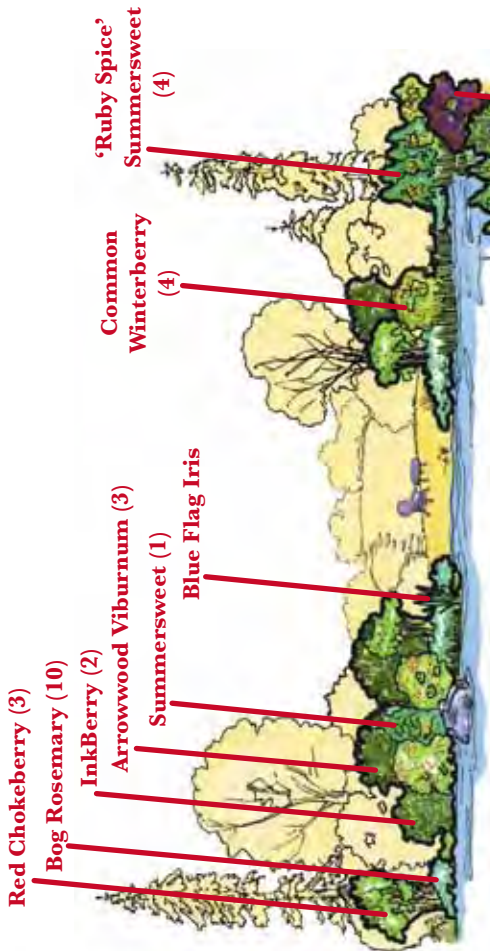 Red Chokeberry (3)
Bog Rosemary (10)
InkBerry (2)
Arrowwood Viburnum (3)
Summersweet (1)
Blue Flag Iris
Common
Winterberry
(4)
‘Ruby Spice’
Summersweet
(4)